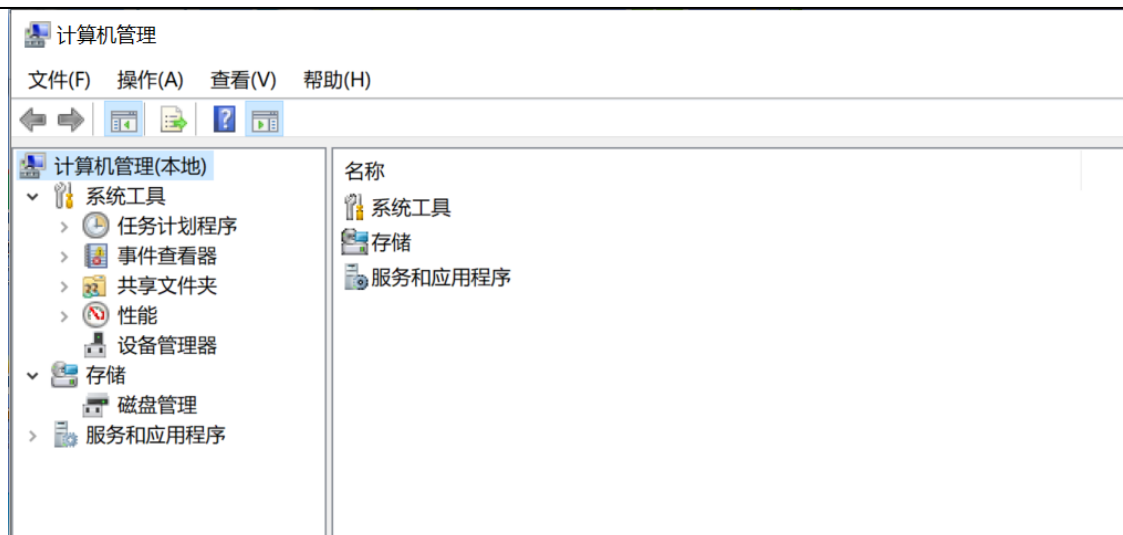 计算机管理
文件(F) 操作(A) 查看(V) 帮助(H)
计算机管理(本地)
系统工具
任务计划程序
事件查看器
共享文件夹
性能
设备管理器
存储
磁盘管理
服务和应用程序
名称
系统工具
存储
服务和应用程序